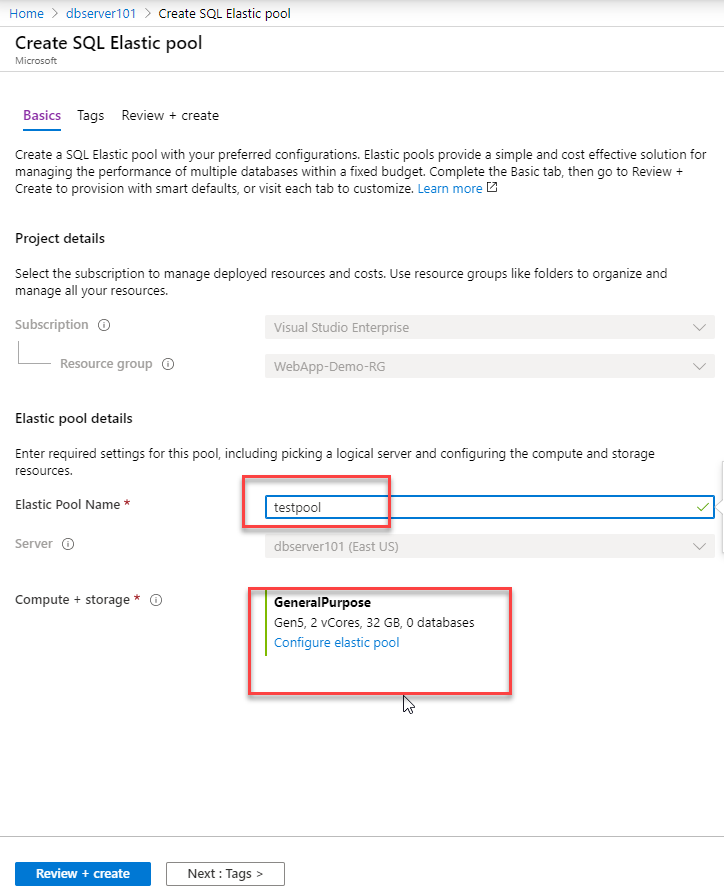 Home > dbserver101 > Create SQL Elastic pool
Create SQL Elastic pool
Microsoft
Basics Tags Review + create
Create a SQL Elastic pool with your preferred configurations. Elastic pools provide a simple and cost effective solution for
managing the performance of multiple databases within a fixed budget. Complete the Basic tab, then go to Review +
Create to provision with smart defaults, or visit each tab to customize. Learn more
Project details
Select the subscription to manage deployed resources and costs. Use resource groups like folders to organize and
manage all your resources.
Subscription Visual Studio Enterprise
Resource group WebApp-Demo-RG
Elastic pool details
Enter required settings for this pool, including picking a logical server and configuring the compute and storage
resources.
Elastic Pool Name * testpool
Server dbserver101 (East US)
Compute + storage * GeneralPurpose
Gen5, 2 vCores, 32 GB, 0 databases
Configure elastic pool
Review + create Next : Tags >